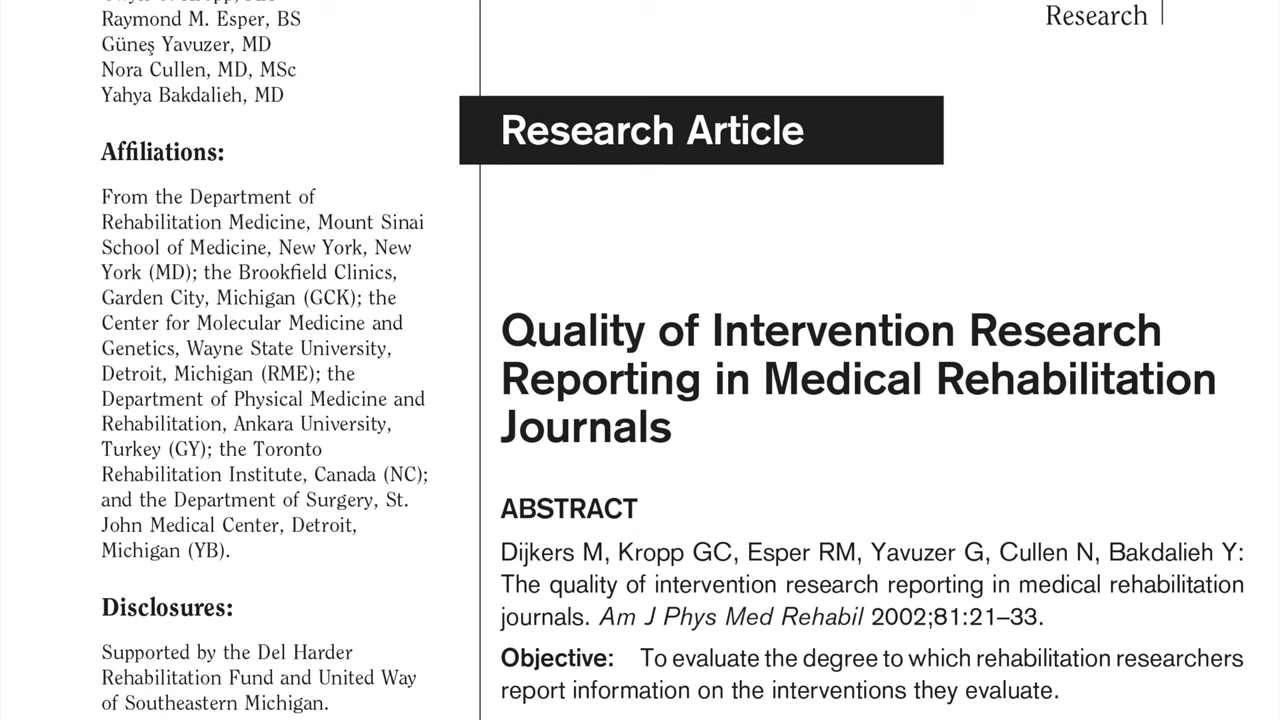 Raymond M. Esper, BS
Güneş Yavuzer, MD
Nora Cullen, MD, MSc
Yahya Bakdalieh, MD
Affiliations:
From the Department of
Rehabilitation Medicine, Mount Sinai
School of Medicine, New York, New
York (MD); the Brookfield Clinics,
Garden City, Michigan (GCK); the
Center for Molecular Medicine and
Genetics, Wayne State University,
Detroit, Michigan (RME); the
Department of Physical Medicine and
Rehabilitation, Ankara University,
Turkey (GY); the Toronto
Rehabilitation Institute, Canada (NC);
and the Department of Surgery, St.
John Medical Center, Detroit,
Michigan (YB).
Disclosures:
Supported by the Del Harder
Rehabilitation Fund and United Way
of Southeastern Michigan.
Research
Research Article
Quality of Intervention Research
Reporting in Medical Rehabilitation
Journals
ABSTRACT
Dijkers M, Kropp GC, Esper RM, Yavuzer G, Cullen N, Bakdalieh Y:
The quality of intervention research reporting in medical rehabilitation
journals. Am J Phys Med Rehabil 2002;81:21–33.
Objective: To evaluate the degree to which rehabilitation researchers
report information on the interventions they evaluate.